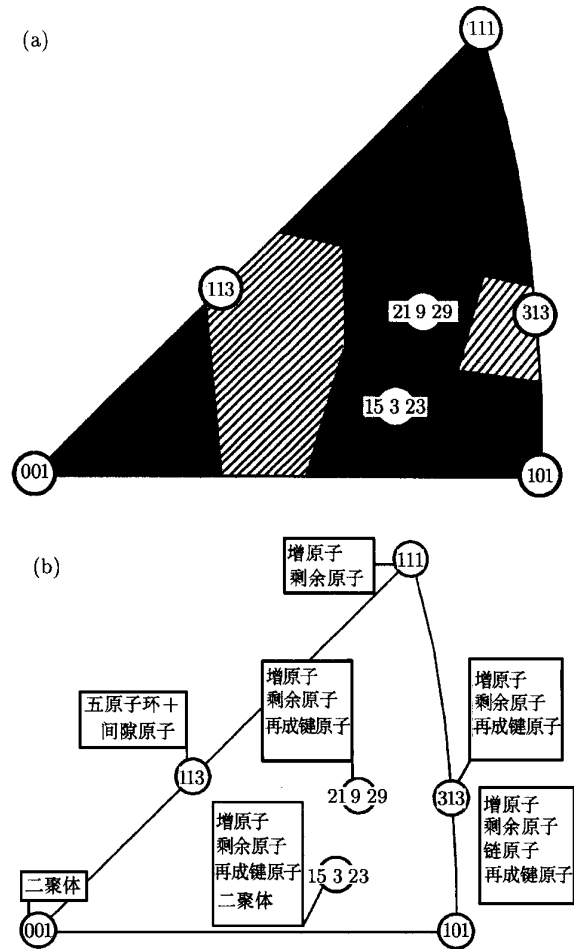 (a)
111
113
21 9 29
313
15 3 23
001
101
(b)
增原子
剩余原子
111
增原子
剩余原子
再成键原子
增原子
剩余原子
再成键原子
五原子环+
间隙原子
113
21 9 29
313
增原子
剩余原子
链原子
再成键原子
增原子
剩余原子
再成键原子
二聚体
15 3 23
二聚体
001
101